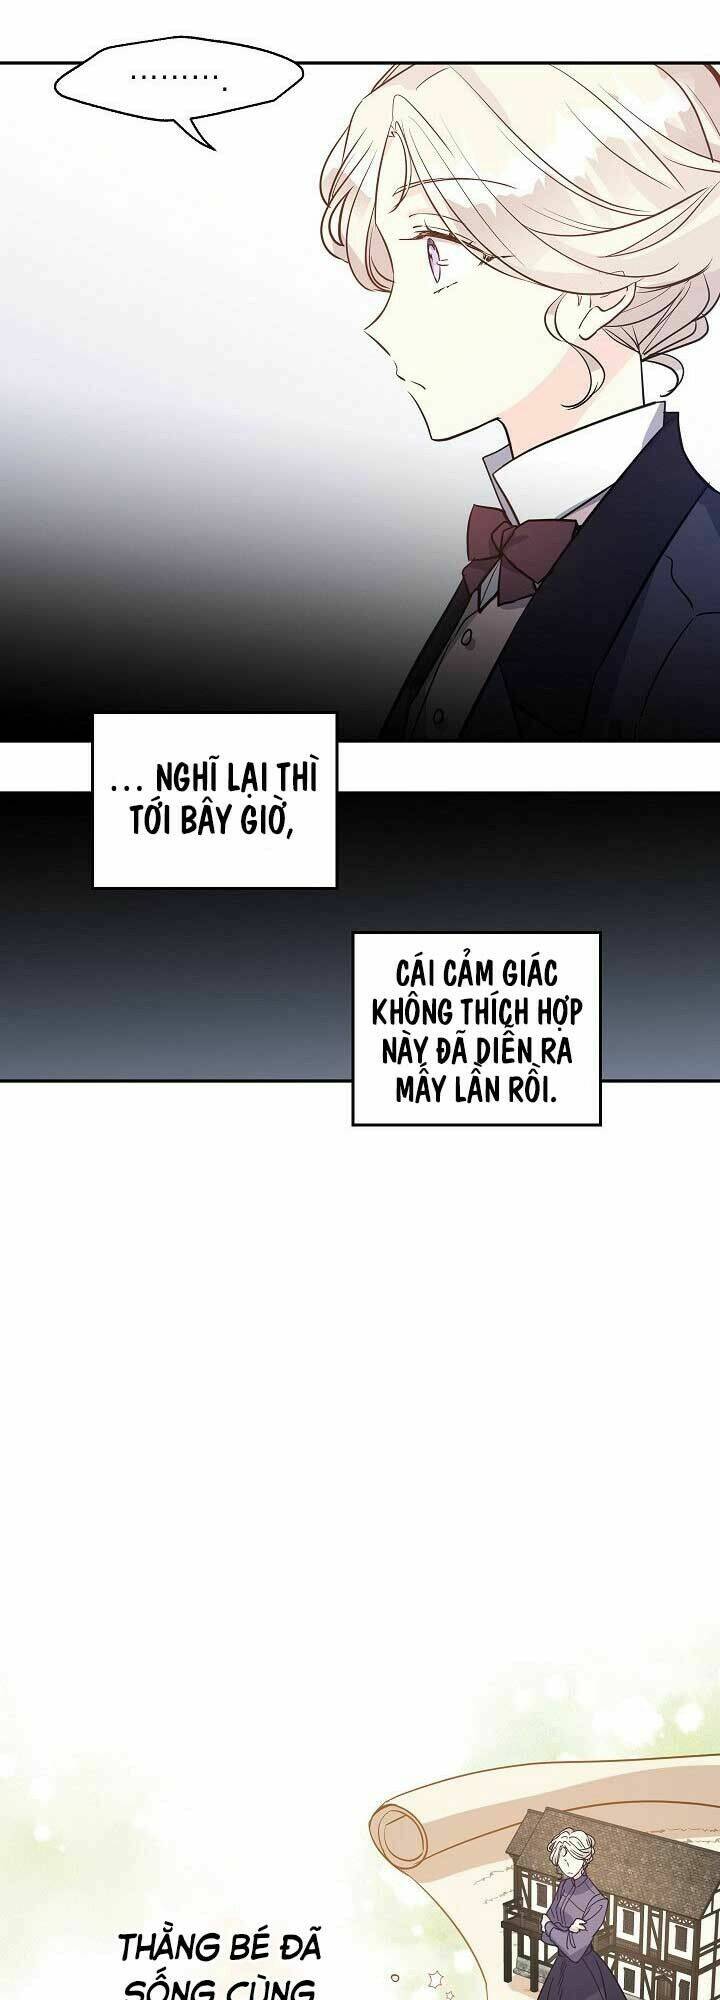 ..........
... NGHĨ LẠI THÌ
TỚI BÂY GIỜ,
CÁI CẢM GIÁC
KHÔNG THÍCH HỢP
NÀY ĐÃ DIỄN RA
MẤY LẦN RỒI.
THẰNG BÉ ĐÃ
SỐNG CÙNG